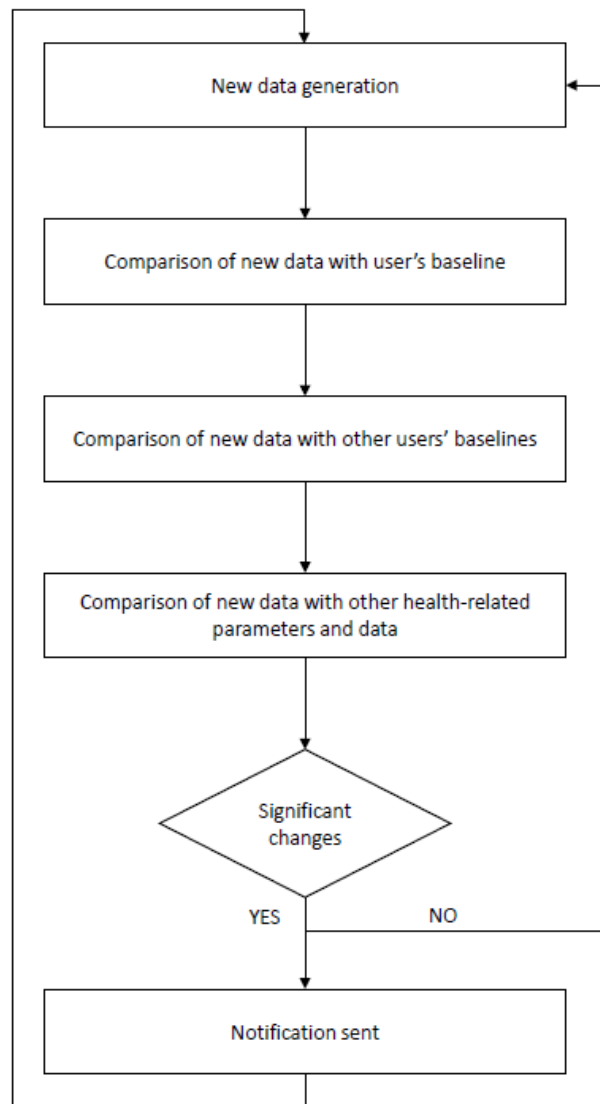 New data generation
Comparison of new data with user’s baseline
Comparison of new data with other users’ baselines
Comparison of new data with other health-related
parameters and data
Significant
changes
YES
NO
Notification sent